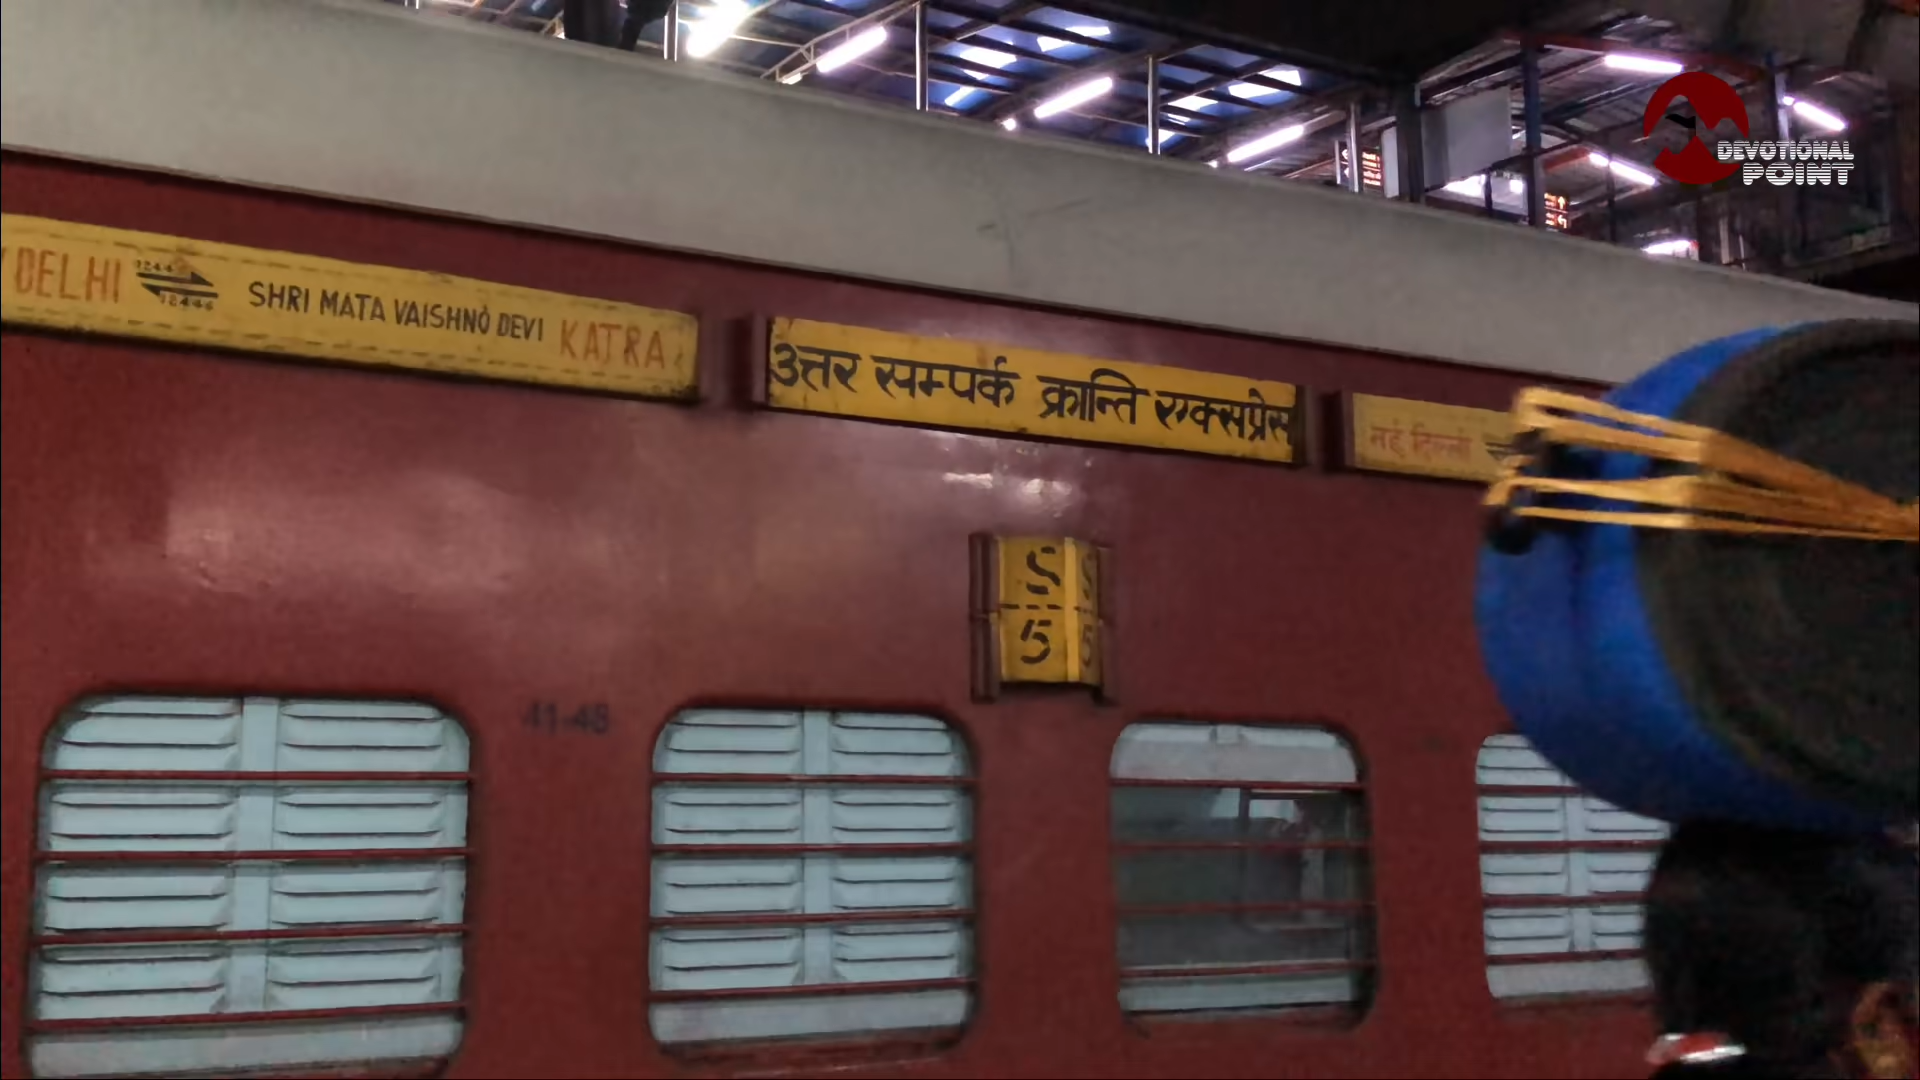 DELHI 12445 12446 SHRI MATA VAISHNO DEVI KATRA
उत्तर सम्पर्क क्रान्ति एक्सप्रेस
नई दिल्ली
S S
5 5
41-48
DEVOTIONAL
POINT